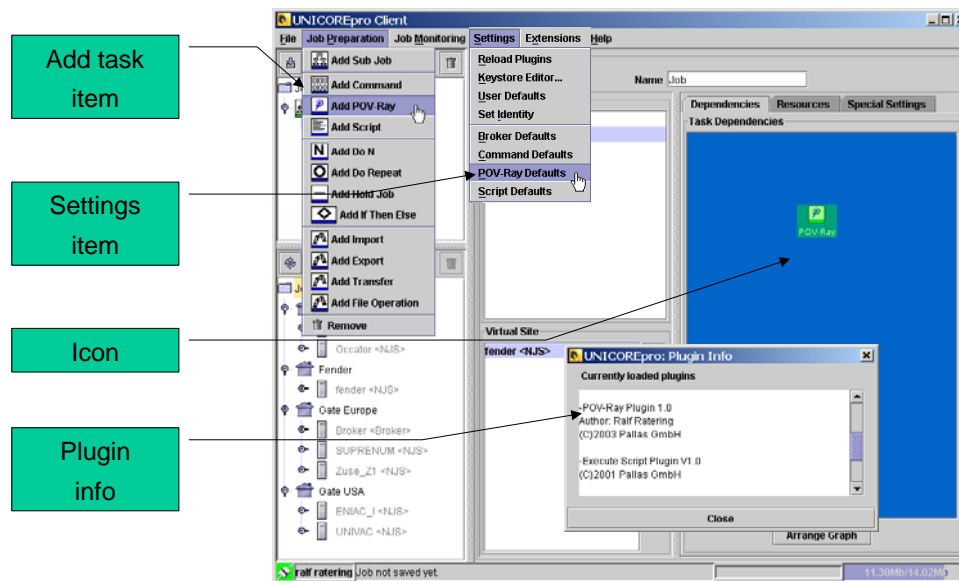 Add task
item
Settings
item
Icon
Plugin
info
UNICOREpro Client
File Job Preparation Job Monitoring Settings Extensions Help
Add Sub Job
Add Command
Add POV-Ray
Add Script
Add Do N
Add Do Repeat
Add Hold Job
Add If Then Else
Add Import
Add Export
Add Transfer
Add File Operation
Remove
Reload Plugins
Keystore Editor...
User Defaults
Set Identity
Broker Defaults
Command Defaults
POV-Ray Defaults
Script Defaults
Name Job
Dependencies Resources Special Settings
Task Dependencies
POV-Ray
Occator <NJS>
Fender
fender <NJS>
Gate Europe
Broker <Broker>
SUPRENUM <NJS>
Zuse_Z1 <NJS>
Gate USA
ENIAC_I <NJS>
UNIVAC <NJS>
Virtual Site
fender <NJS>
UNICOREpro: Plugin Info
Currently loaded plugins
-POV-Ray Plugin 1.0
Author: Ralf Ratering
(C)2003 Pallas GmbH
-Execute Script Plugin V1.0
(C)2001 Pallas GmbH
Close
Arrange Graph
ralf ratering Job not saved yet.
11.38Mb/14.02Mb